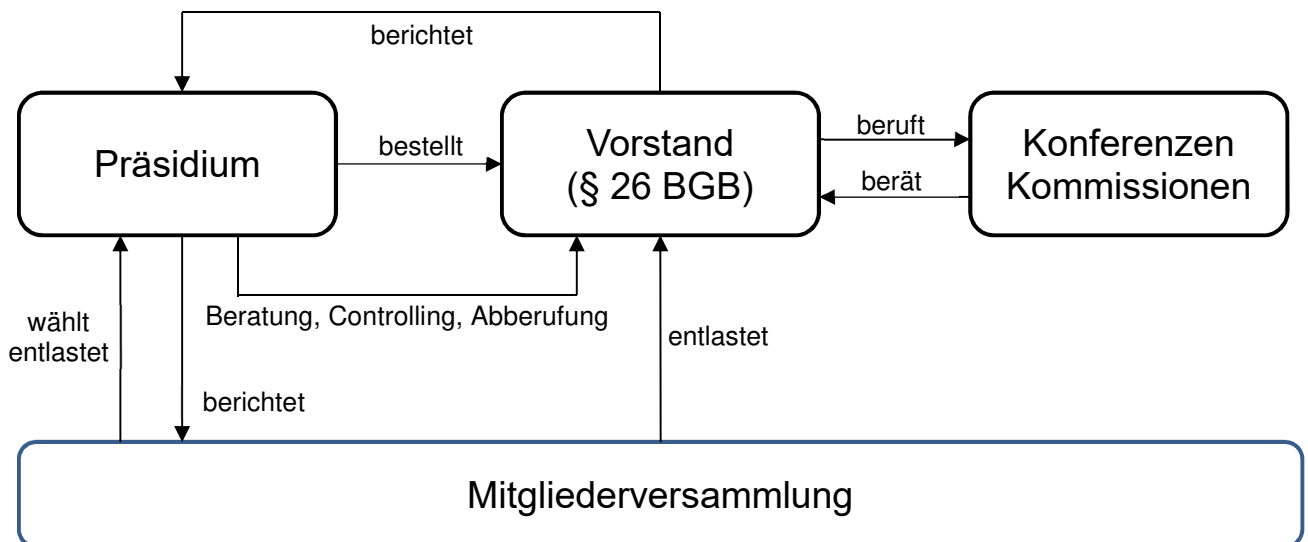 berichtet
Präsidium
bestellt
Vorstand
(§ 26 BGB)
beruft
berät
Konferenzen
Kommissionen
wählt
entlastet
Beratung, Controlling, Abberufung
berichtet
entlastet
Mitgliederversammlung